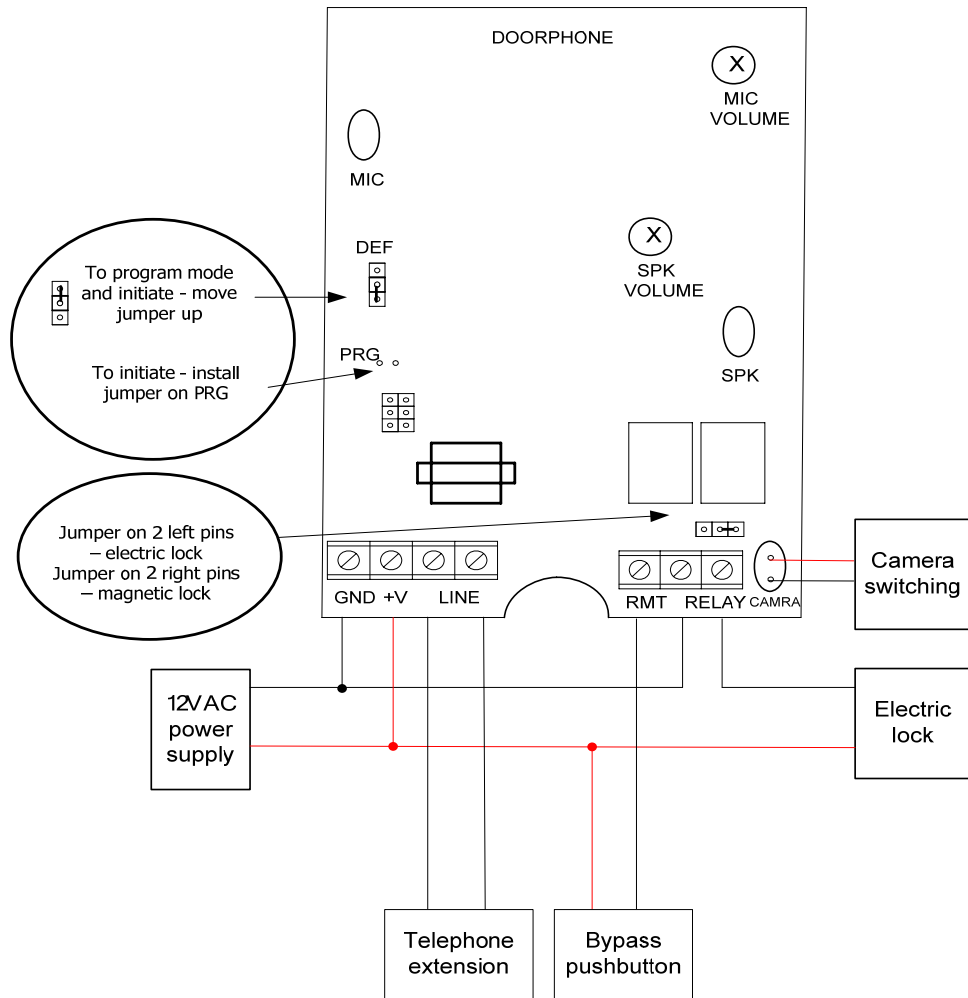 DOORPHONE
X
MIC
VOLUME
MIC
DEF
X
SPK
VOLUME
To program mode
and initiate - move
jumper up
PRG
To initiate - install
jumper on PRG
SPK
Jumper on 2 left pins
– electric lock
Jumper on 2 right pins
– magnetic lock
GND +V LINE
RMT RELAY CAMRA
Camera
switching
12VAC
power
supply
Electric
lock
Telephone
extension
Bypass
pushbutton